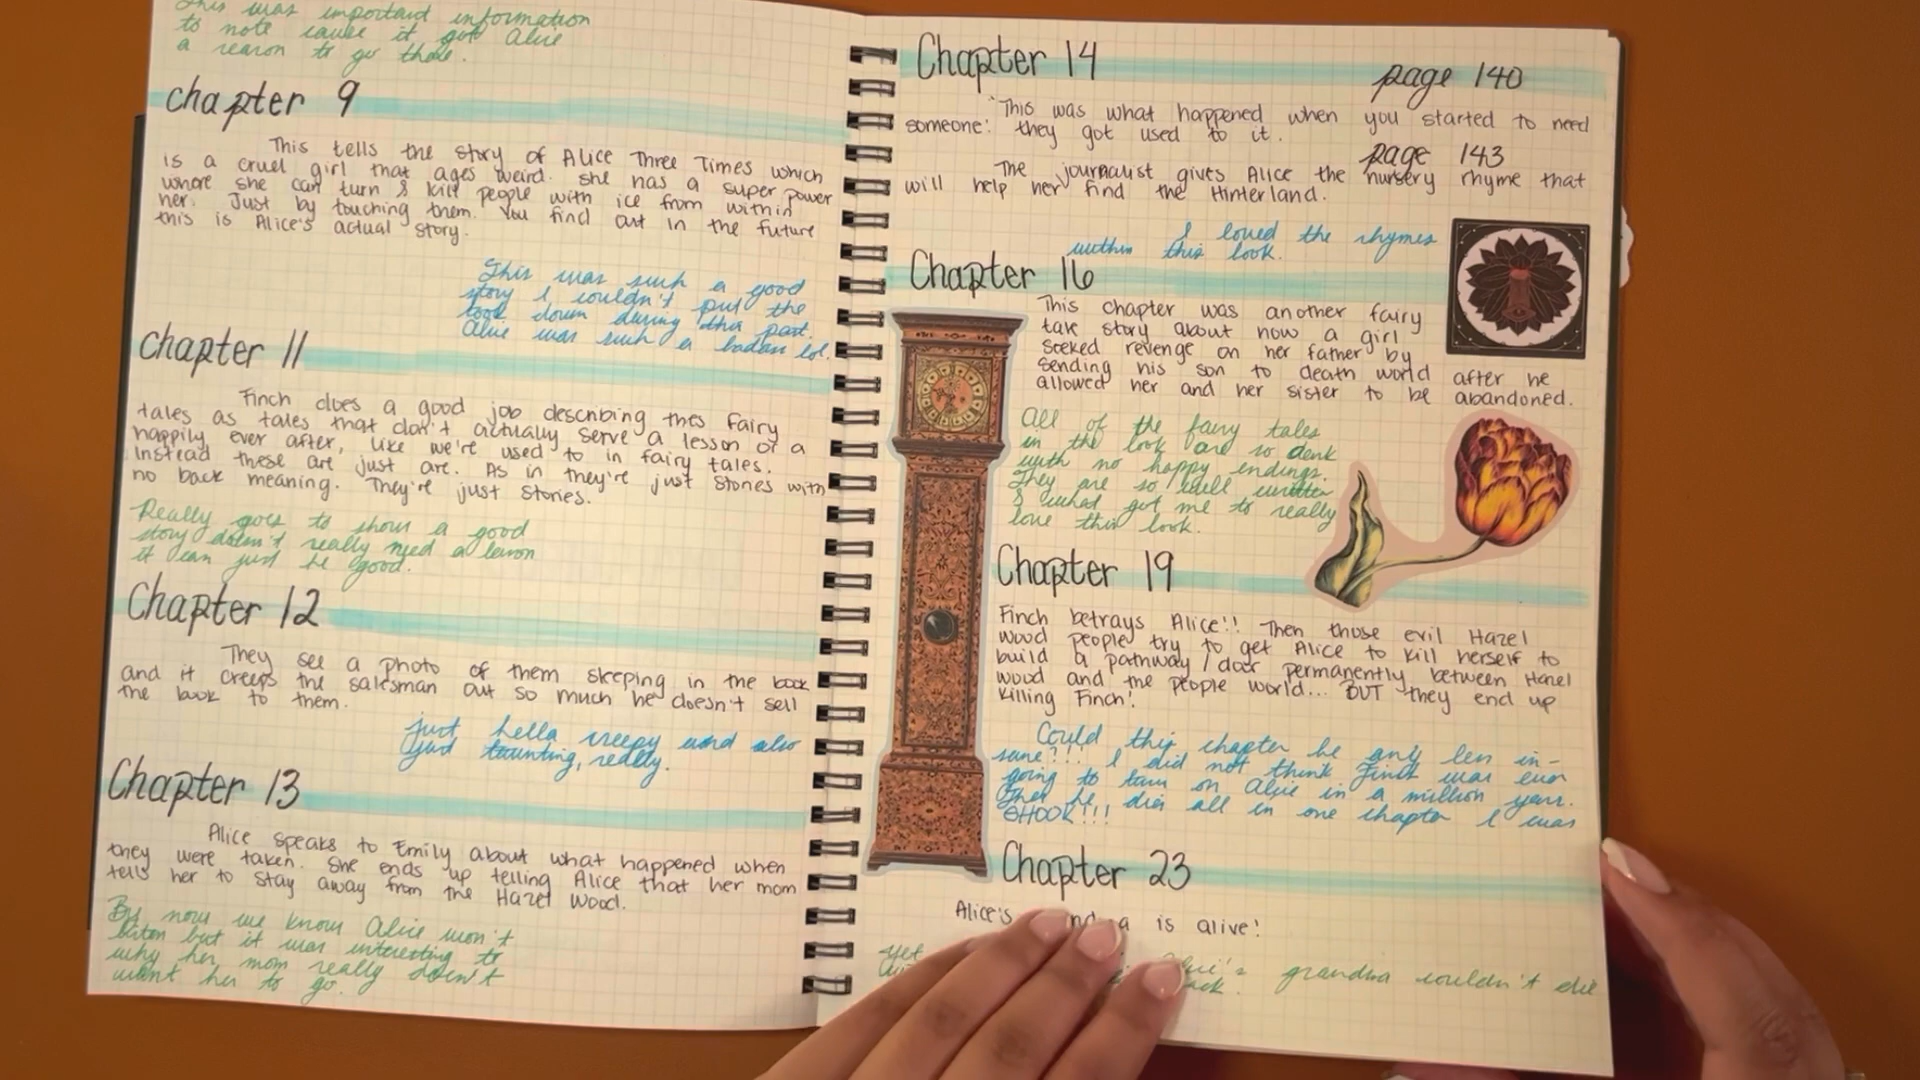 This was important information
to note cause it got Alice
a reason to go there.
chapter 9
This tells the story of Alice Three Times which
is a cruel girl that ages weird. she has a super power
where she can turn & kill people with ice from within
her. Just by touching them. You find out in the future
this is Alice's actual story.
This was such a good
story I couldn't put the
book down during this part.
Alice was such a badass lol.
chapter 11
Finch does a good job describing thes fairy
tales as tales that don't actually serve a lesson or a
happily ever after, like we're used to in fairy tales.
Instead these are just are. As in they're just stories with
no back meaning. They're just stories.
Really goes to show a good
story doesn't really need a lesson
it can just be good.
Chapter 12
They see a photo of them sleeping in the book
and it creeps the salesman out so much he doesn't sell
the book to them.
just hella creepy and also
just taunting, really.
Chapter 13
Alice speaks to Emily about what happened when
they were taken. She ends up telling Alice that her mom
tells her to stay away from the Hazel Wood.
By now we know Alice won't
listen but it was interesting to
why her mom really doesn't
want her to go.
Chapter 14
page 140
"This was what happened when you started to need
someone: they got used to it.
page 143
The journalist gives Alice the nursery rhyme that
will help her find the Hinterland.
I loved the rhymes
within this book.
Chapter 16
This chapter was another fairy
tale story about how a girl
seeked revenge on her father by
sending his son to death world after he
allowed her and her sister to be abandoned.
All of the fairy tales
in the book are so dark
with no happy endings.
They are so well written
& what got me to really
love this book.
Chapter 19
Finch betrays Alice!! Then those evil Hazel
wood people try to get Alice to kill herself to
build a pathway/door permanently between Hazel
wood and the people world... BUT they end up
killing Finch!
Could this chapter be any less in-
sane?!! I did not think Finch was ever
going to turn on Alice in a million years.
Then he dies all in one chapter I was
SHOOK!!!
Chapter 23
Alice's is alive!
yet grandma couldn't die